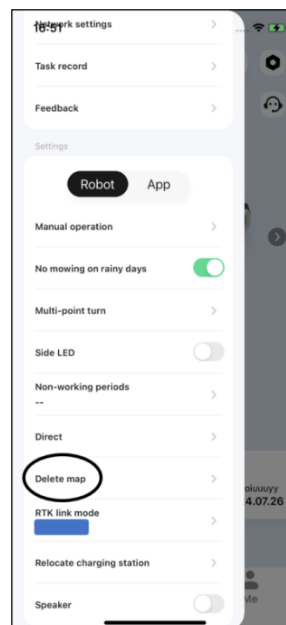 16:51
Network settings
Task record
Feedback
Settings
Robot App
Manual operation
No mowing on rainy days
Multi-point turn
Side LED
Non-working periods
--
Direct
Delete map
RTK link mode
Relocate charging station
Speaker
oiuuuyy
4.07.26
Me